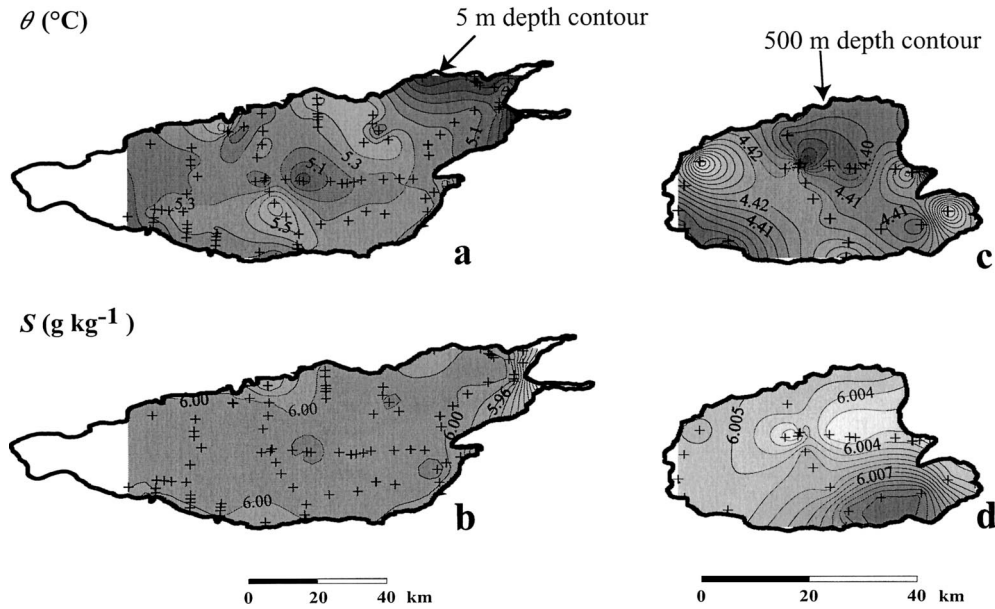 θ (°C)
5 m depth contour
500 m depth contour
5.3
5.1
5.1
5.3
5.5
a
4.42
4.40
4.41
4.42
4.41
4.41
c
S (g kg-1 )
6.00
6.00
6.00
5.96
6.00
b
6.005
6.004
6.004
6.007
d
0 20 40 km
0 20 40 km